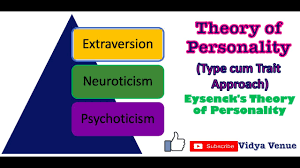 Extraversion
Neuroticism
Psychoticism
Theory of
Personality
(Type cum Trait
Approach)
Eysenck's Theory
of Personality
Subscribe Vidya Venue